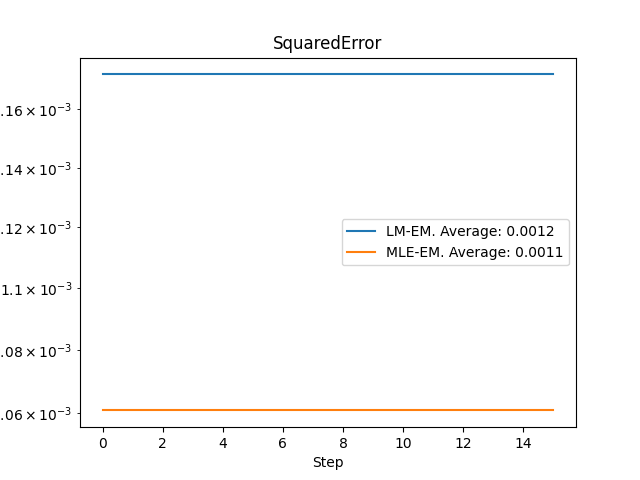 SquaredError
.16 × 10⁻³
.14 × 10⁻³
.12 × 10⁻³
1.1 × 10⁻³
.08 × 10⁻³
.06 × 10⁻³
LM-EM. Average: 0.0012
MLE-EM. Average: 0.0011
0 2 4 6 8 10 12 14
Step